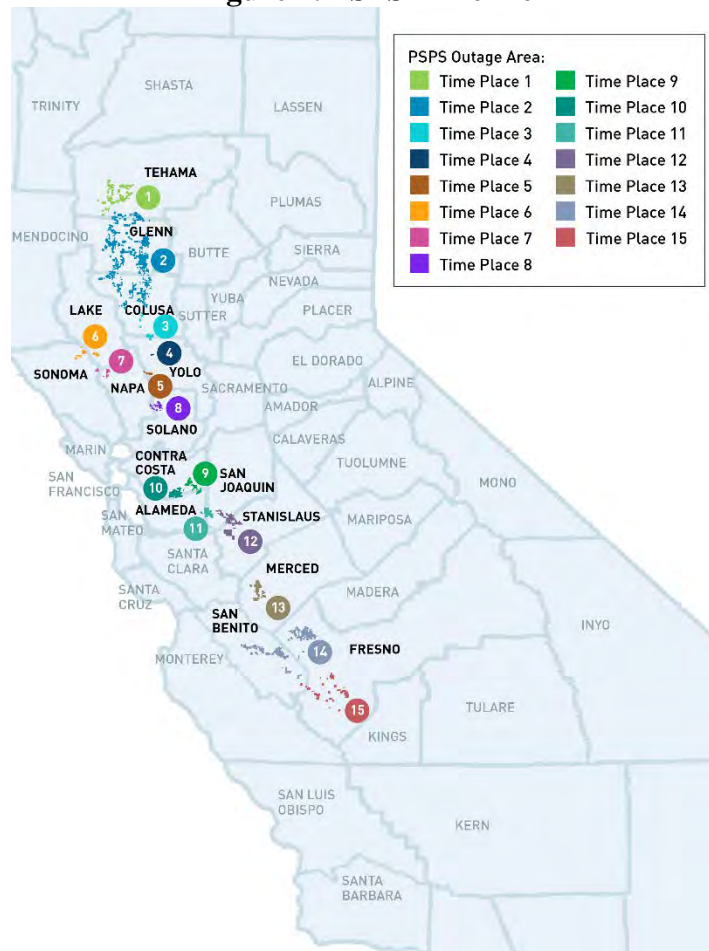 PSPS Outage Area:
Time Place 1
Time Place 2
Time Place 3
Time Place 4
Time Place 5
Time Place 6
Time Place 7
Time Place 8
Time Place 9
Time Place 10
Time Place 11
Time Place 12
Time Place 13
Time Place 14
Time Place 15
SHASTA
TRINITY
LASSEN
TEHAMA
1
PLUMAS
GLENN
MENDOCINO
BUTTE
2
SIERRA
NEVADA
YUBA
LAKE
COLUSA
SUTTER
PLACER
3
6
4
7
YOLO
EL DORADO
SONOMA
NAPA
5
SACRAMENTO
ALPINE
8
AMADOR
SOLANO
CALAVERAS
MARIN
CONTRA
COSTA
TUOLUMNE
9
SAN
JOAQUIN
SAN
FRANCISCO
10
MONO
ALAMEDA
STANISLAUS
SAN
MATEO
11
MARIPOSA
12
SANTA
CLARA
MERCED
SANTA
CRUZ
MADERA
13
SAN
BENITO
INYO
MONTEREY
14
FRESNO
15
TULARE
KINGS
SAN LUIS
OBISPO
KERN
SANTA
BARBARA